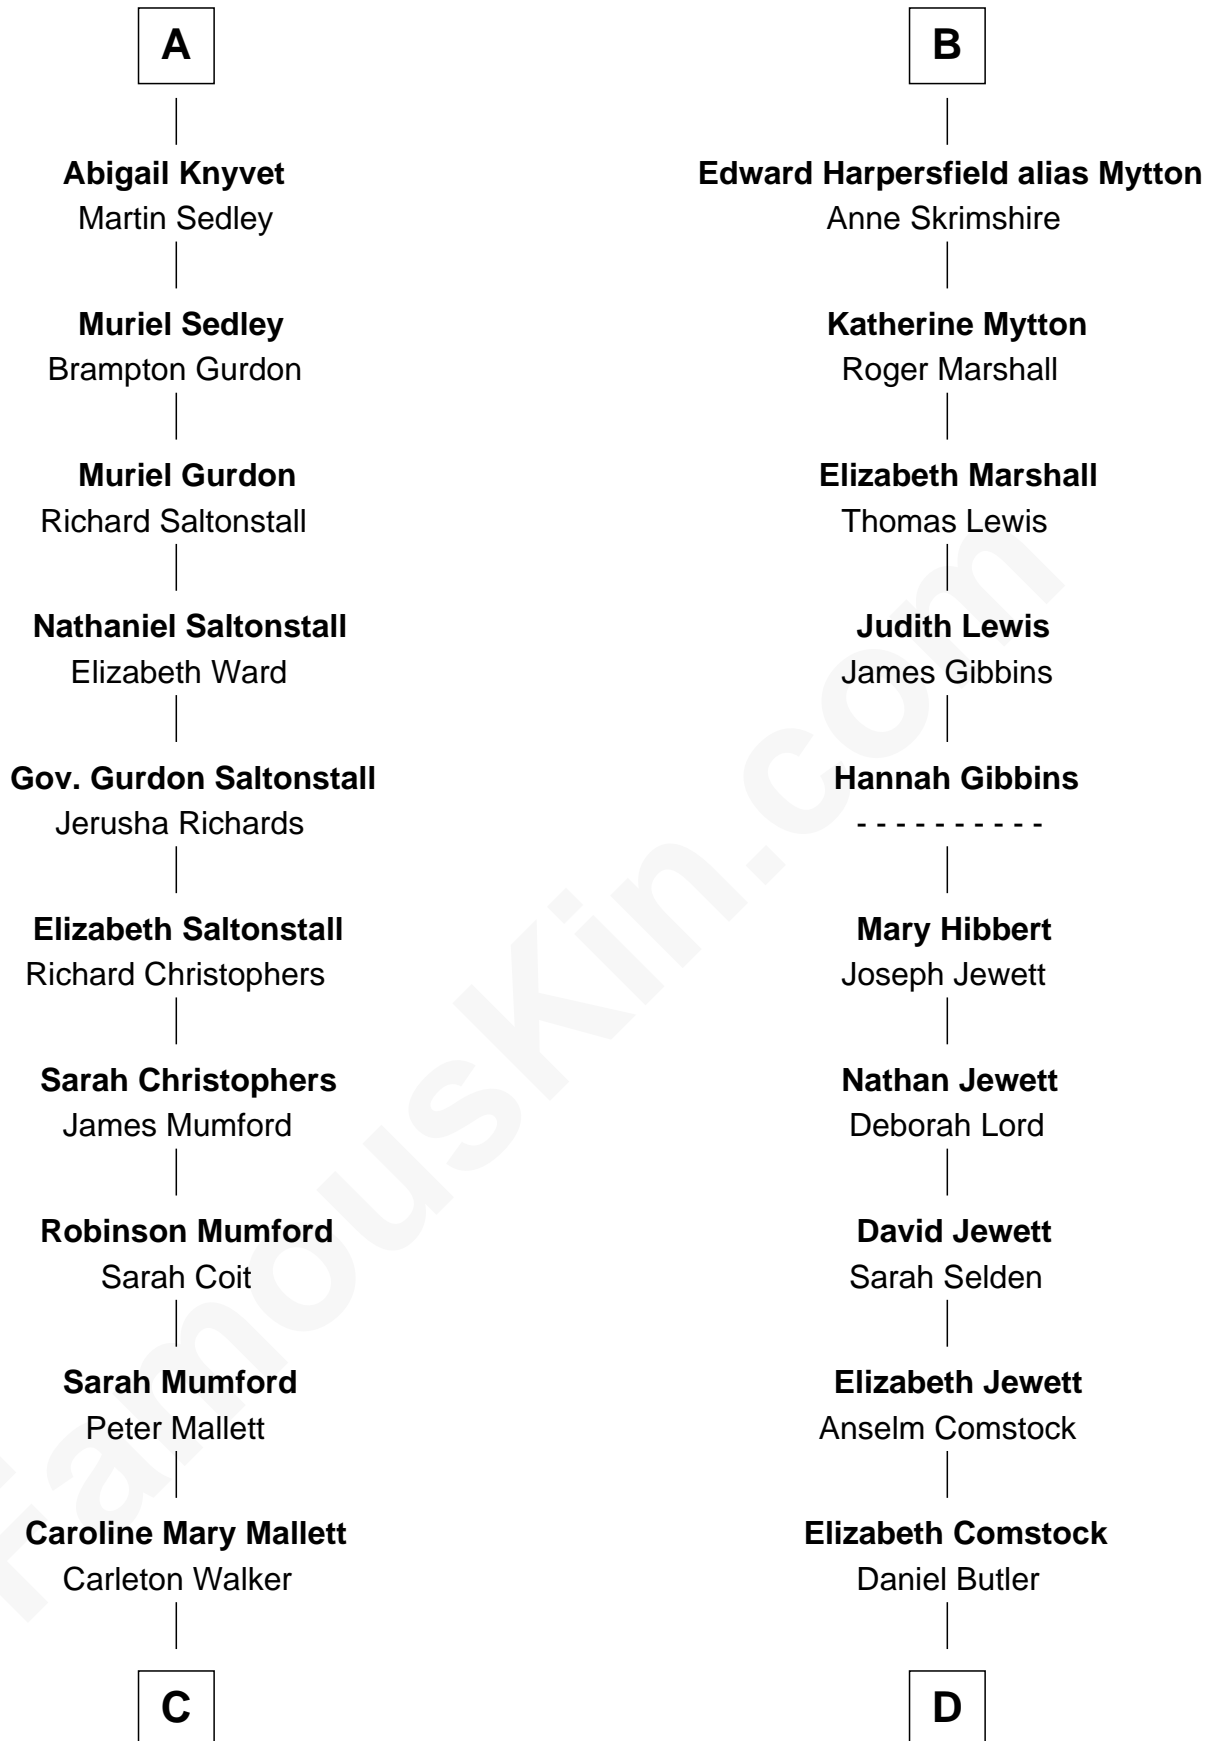 A
Abigail Knyvet
Martin Sedley
Muriel Sedley
Brampton Gurdon
Muriel Gurdon
Richard Saltonstall
Nathaniel Saltonstall
Elizabeth Ward
Gov. Gurdon Saltonstall
Jerusha Richards
Elizabeth Saltonstall
Richard Christophers
Sarah Christophers
James Mumford
Robinson Mumford
Sarah Coit
Sarah Mumford
Peter Mallett
Caroline Mary Mallett
Carleton Walker
C
B
Edward Harpersfield alias Mytton
Anne Skrimshire
Katherine Mytton
Roger Marshall
Elizabeth Marshall
Thomas Lewis
Judith Lewis
James Gibbins
Hannah Gibbins
- - - - - - - - - -
Mary Hibbert
Joseph Jewett
Nathan Jewett
Deborah Lord
David Jewett
Sarah Selden
Elizabeth Jewett
Anselm Comstock
Elizabeth Comstock
Daniel Butler
D
FamousKin.com